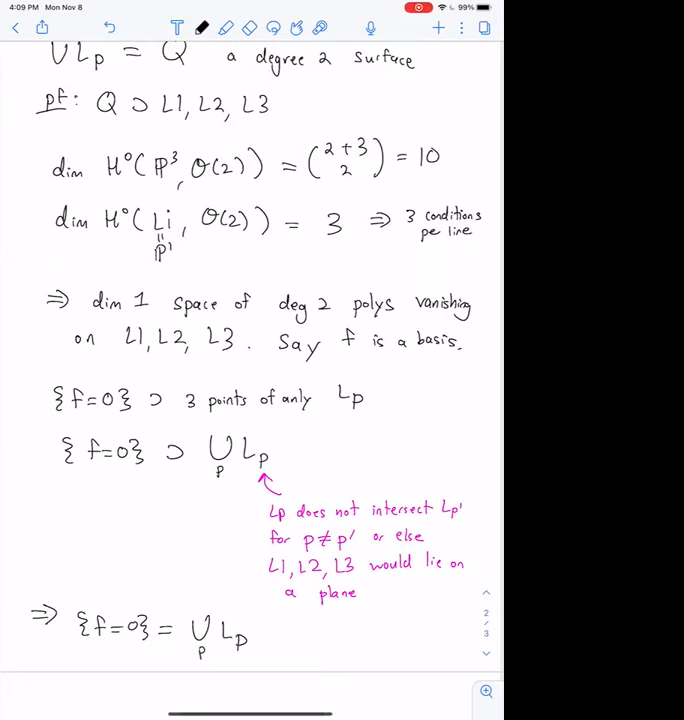 4:09 PM Mon Nov 8
99%
∪ Lp = Q a degree 2 surface
pf: Q ⊃ L1, L2, L3
dim H°(ℙ³, O(2)) = (2+3 2) = 10
dim H°(Li, O(2)) = 3 ⇒ 3 conditions per line
=
ℙ¹
⇒ dim 1 space of deg 2 polys vanishing
on L1, L2, L3. Say f is a basis.
{f=0} ⊃ 3 points of any Lp
{f=0} ⊃ ∪p Lp
Lp does not intersect Lp'
for p≠p' or else
L1, L2, L3 would lie on
a plane
⇒ {f=0} = ∪p Lp
2
/
3